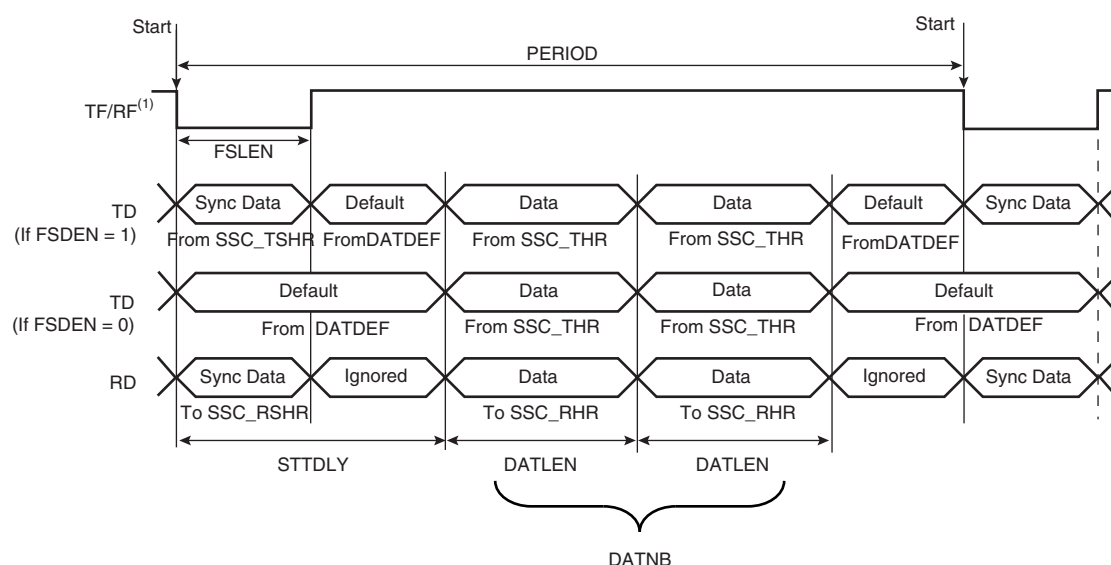 Start
Start
PERIOD
TF/RF(1)
FSLEN
TD
(If FSDEN = 1)
Sync Data
Default
Data
Data
Default
Sync Data
From SSC_TSHR
FromDATDEF
From SSC_THR
From SSC_THR
FromDATDEF
TD
(If FSDEN = 0)
Default
Data
Data
Default
From DATDEF
From SSC_THR
From SSC_THR
From DATDEF
RD
Sync Data
Ignored
Data
Data
Ignored
Sync Data
To SSC_RSHR
To SSC_RHR
To SSC_RHR
STTDLY
DATLEN
DATLEN
DATNB